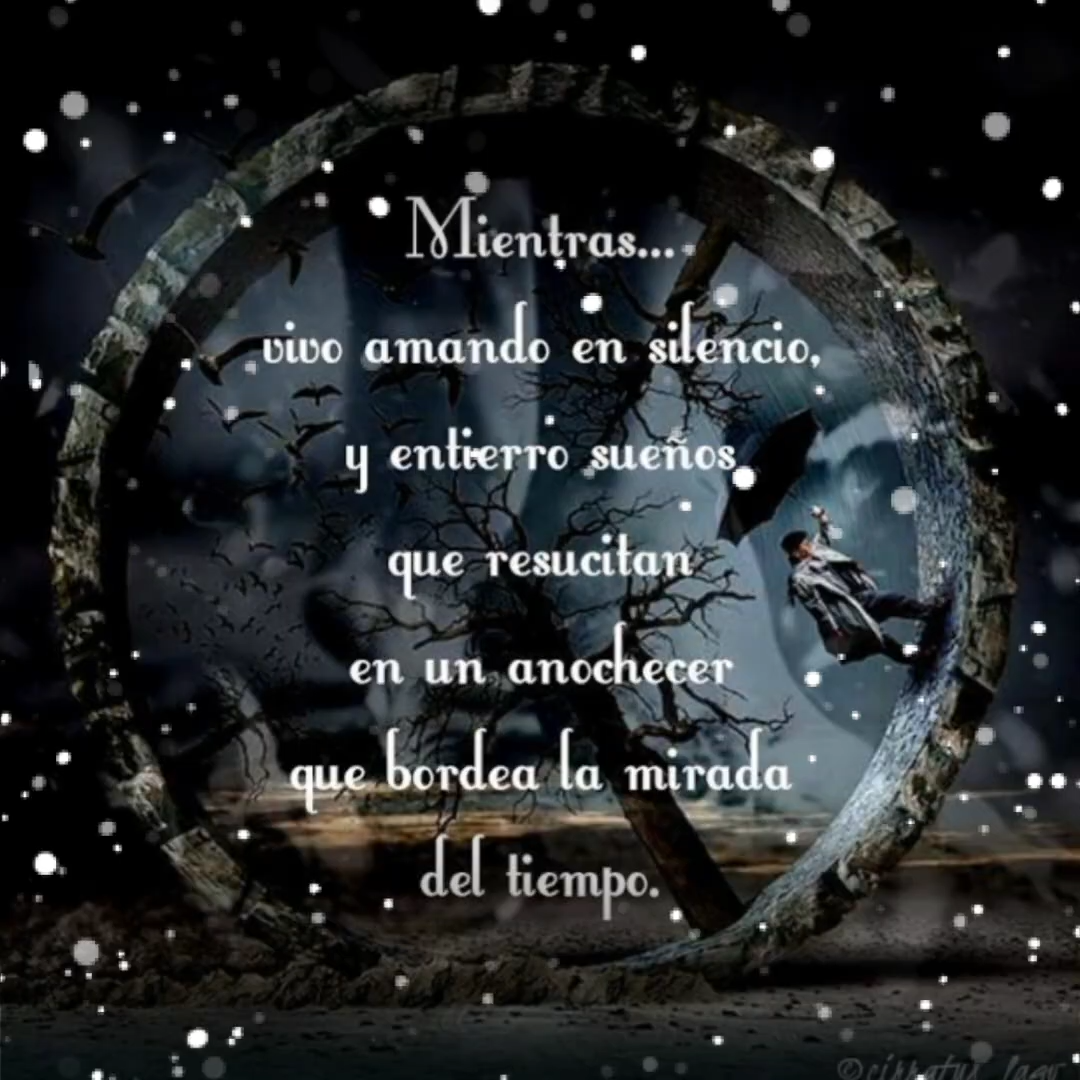 Mientras...
vivo amando en silencio,
y entierro sueños
que resucitan
en un anochecer
que bordea la mirada
del tiempo.